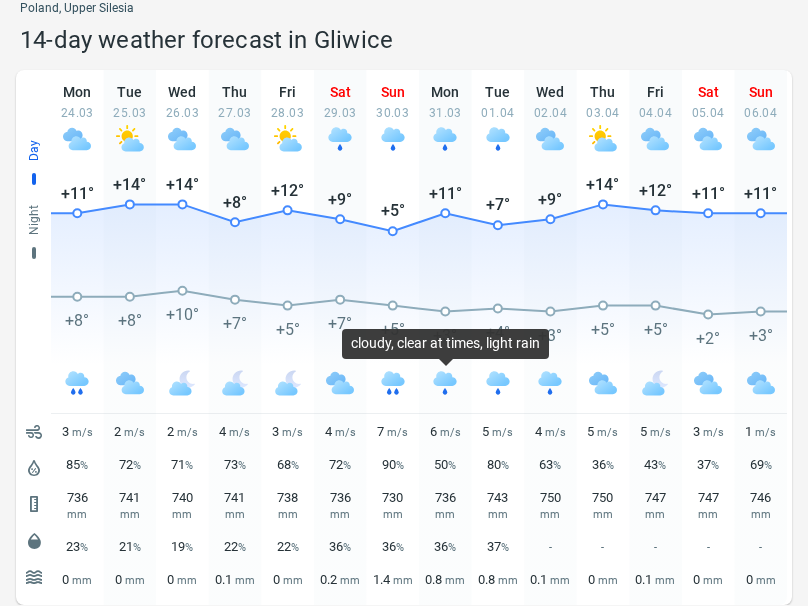 Poland, Upper Silesia
14-day weather forecast in Gliwice
Mon Tue Wed Thu Fri Sat Sun Mon Tue Wed Thu Fri Sat Sun
24.03 25.03 26.03 27.03 28.03 29.03 30.03 31.03 01.04 02.04 03.04 04.04 05.04 06.04
Day
+11° +14° +14° +8° +12° +9° +5° +11° +7° +9° +14° +12° +11° +11°
Night
+8° +8° +10° +7° +5° +7° 3° +5° +5° +2° +3°
cloudy, clear at times, light rain
3 m/s 2 m/s 2 m/s 4 m/s 3 m/s 4 m/s 7 m/s 6 m/s 5 m/s 4 m/s 5 m/s 5 m/s 3 m/s 1 m/s
85% 72% 71% 73% 68% 72% 90% 50% 80% 63% 36% 43% 37% 69%
736 741 740 741 738 736 730 736 743 750 750 747 747 746
mm mm mm mm mm mm mm mm mm mm mm mm mm mm
23% 21% 19% 22% 22% 36% 36% 36% 37% - - - - -
0 mm 0 mm 0 mm 0.1 mm 0 mm 0.2 mm 1.4 mm 0.8 mm 0.8 mm 0.1 mm 0 mm 0.1 mm 0 mm 0 mm